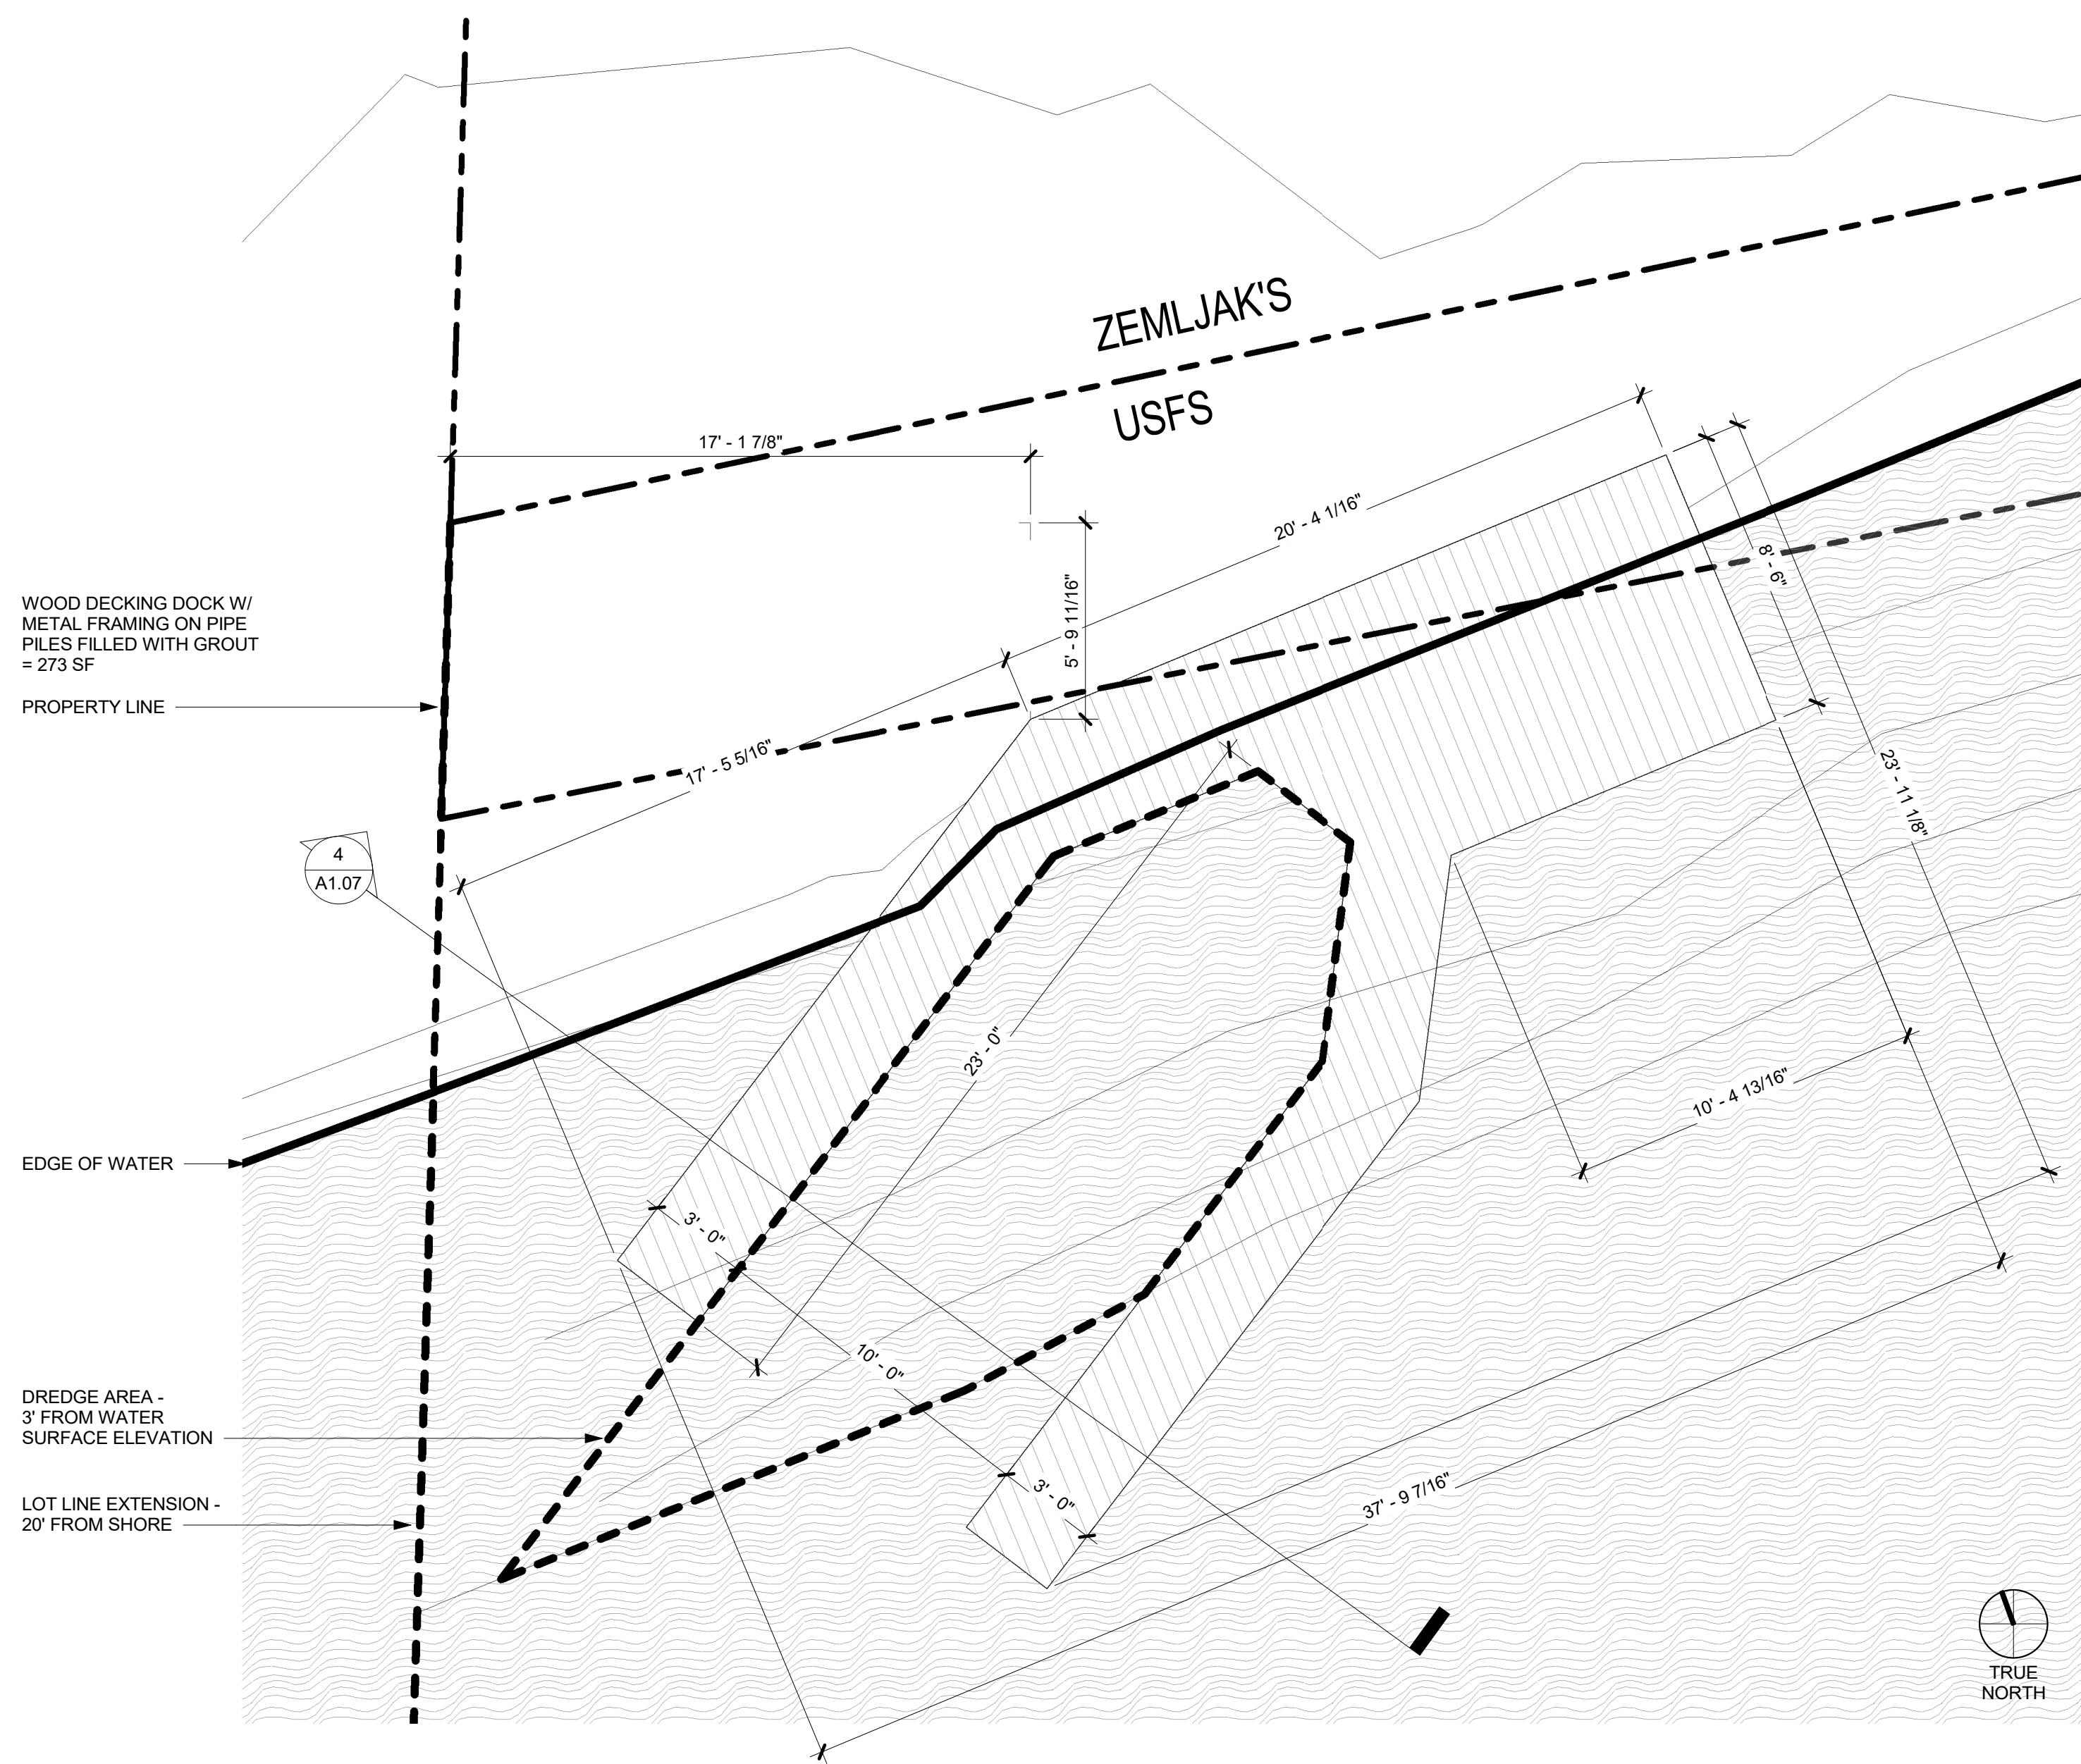 ZEMLJAK'S
USFS
17' - 1 7/8"
20' - 4 1/16"
8' - 6"
5' - 9 11/16"
WOOD DECKING DOCK W/
METAL FRAMING ON PIPE
PILES FILLED WITH GROUT
= 273 SF
PROPERTY LINE
17' - 5 5/16"
23' - 11 1/8"
4
A1.07
23' - 0"
10' - 4 13/16"
EDGE OF WATER
3' - 0"
10' - 0"
DREDGE AREA -
3' FROM WATER
SURFACE ELEVATION
3' - 0"
37' - 9 7/16"
LOT LINE EXTENSION -
20' FROM SHORE
TRUE
NORTH